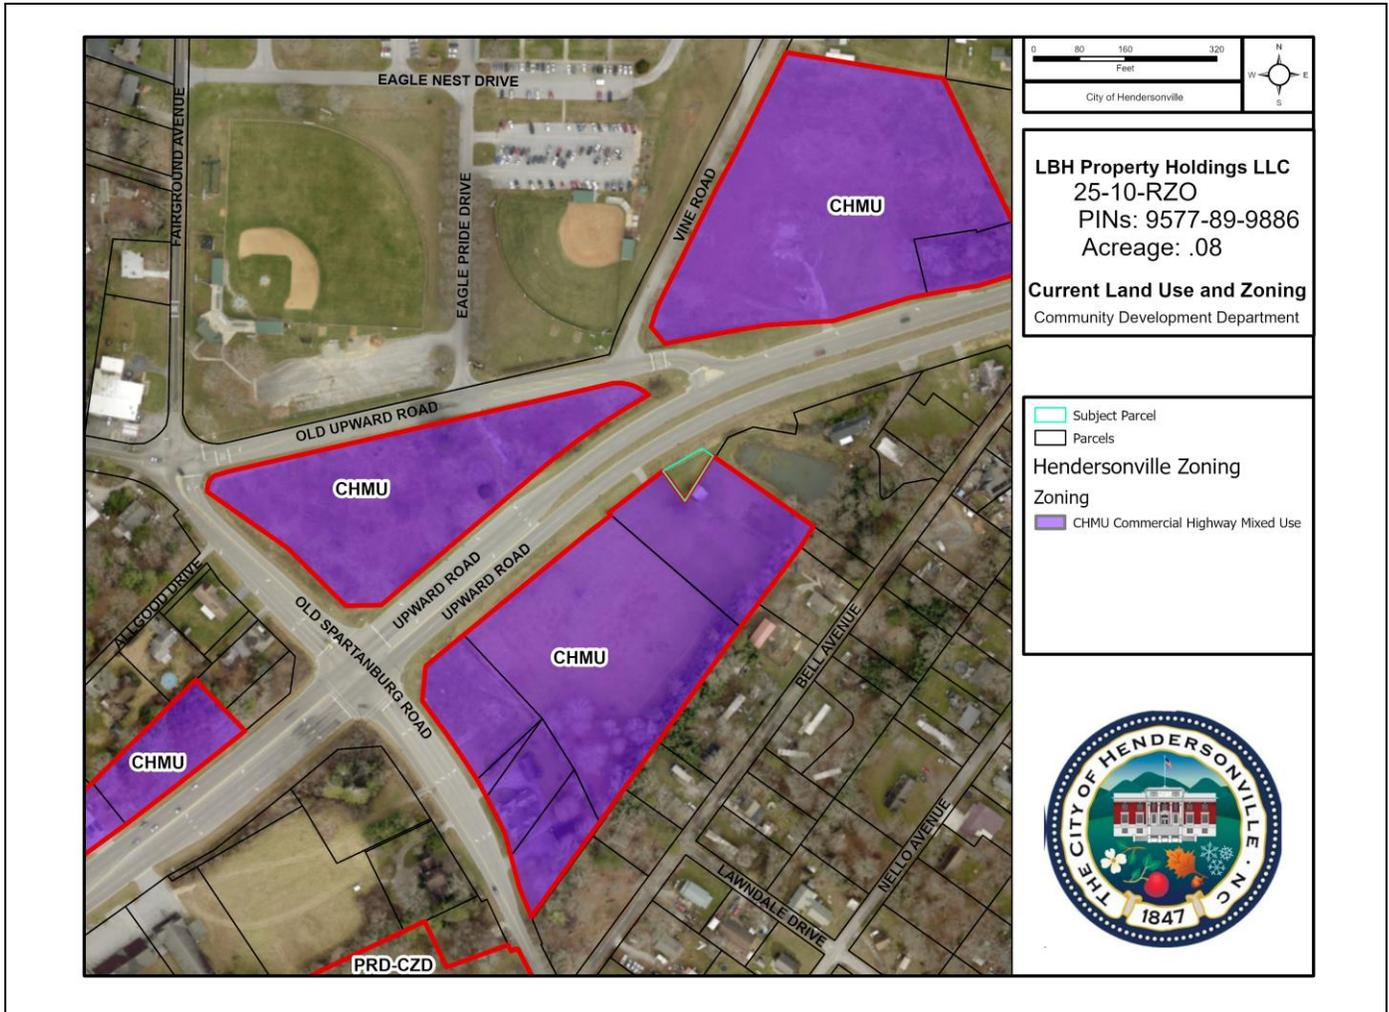 EAGLE NEST DRIVE
FAIRGROUND AVENUE
EAGLE PRIDE DRIVE
VINE ROAD
CHMU
OLD UPWARD ROAD
CHMU
UPWARD ROAD
UPWARD ROAD
ALLGOOD DRIVE
OLD SPARTANBURG ROAD
CHMU
BELL AVENUE
CHMU
NELLO AVENUE
LAWNDALE DRIVE
PRD-CZD
0 80 160 320
Feet
City of Hendersonville
N
W E
S
LBH Property Holdings LLC
25-10-RZO
PINs: 9577-89-9886
Acreage: .08
Current Land Use and Zoning
Community Development Department
Subject Parcel
Parcels
Hendersonville Zoning
Zoning
CHMU Commercial Highway Mixed Use
THE CITY OF HENDERSONVILLE · NC
1847